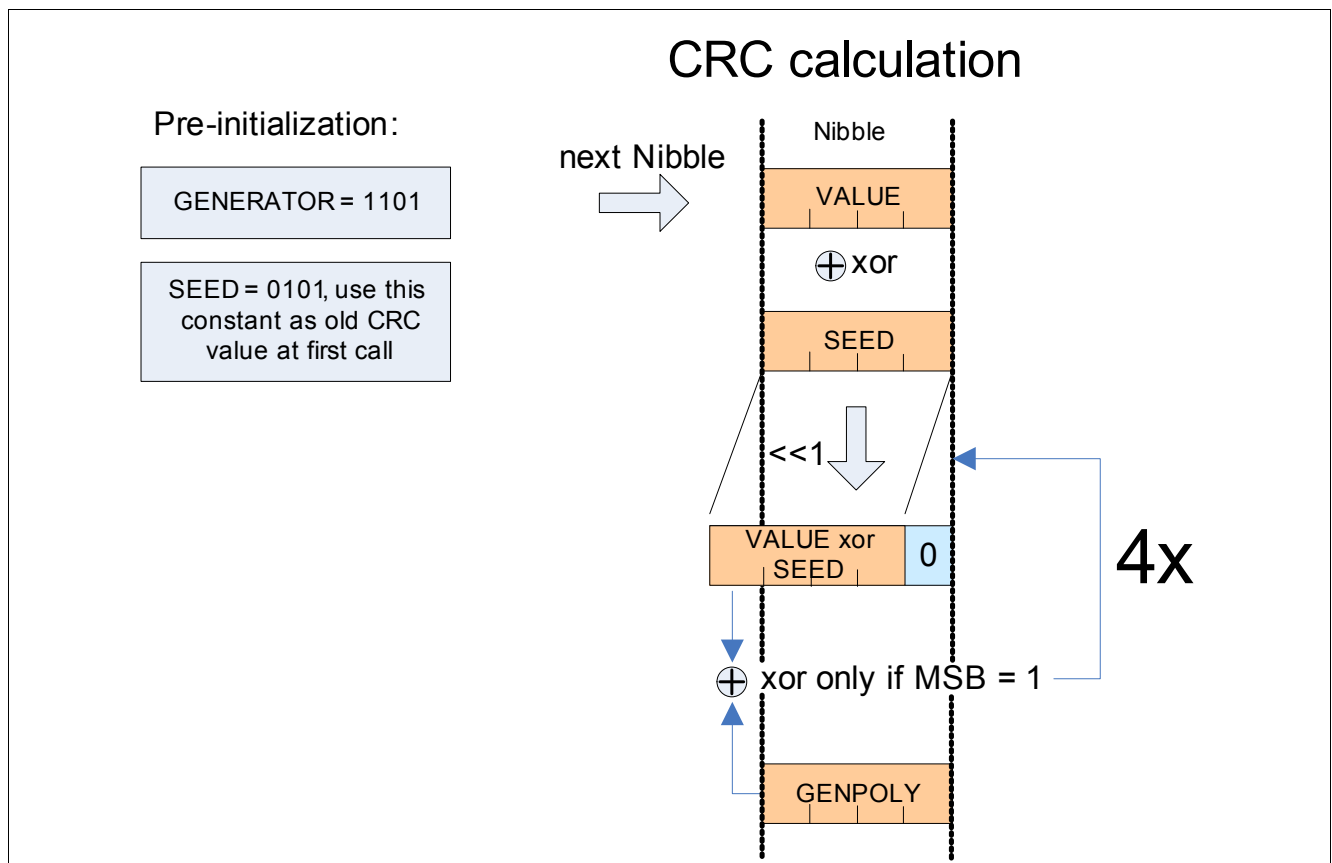 CRC calculation
Pre-initialization:
GENERATOR = 1101
SEED = 0101, use this
constant as old CRC
value at first call
next Nibble
Nibble
VALUE
xor
SEED
<<1
VALUE xor
SEED
0
4x
xor only if MSB = 1
GENPOLY